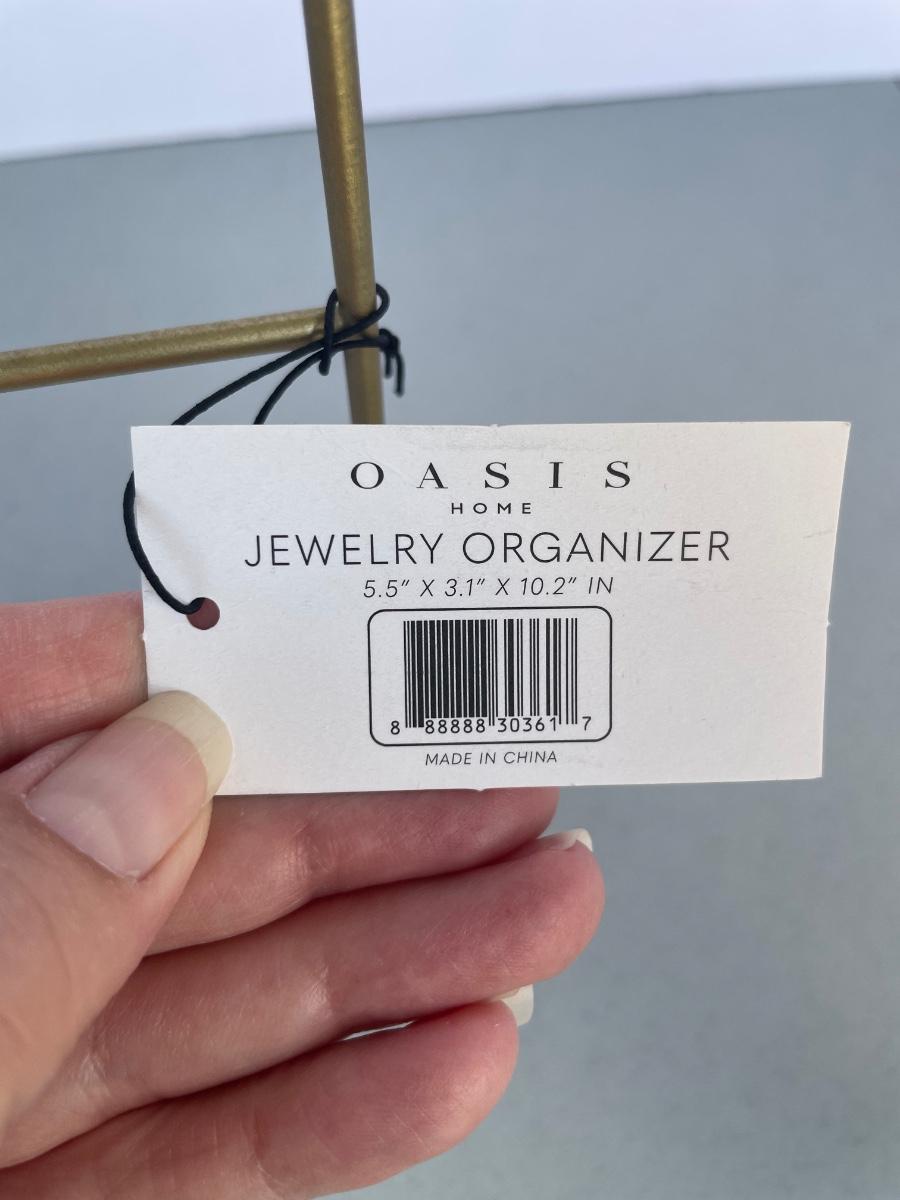 OASIS
HOME
JEWELRY ORGANIZER
5.5” X 3.1” X 10.2” IN
8 88888 30361 7
MADE IN CHINA